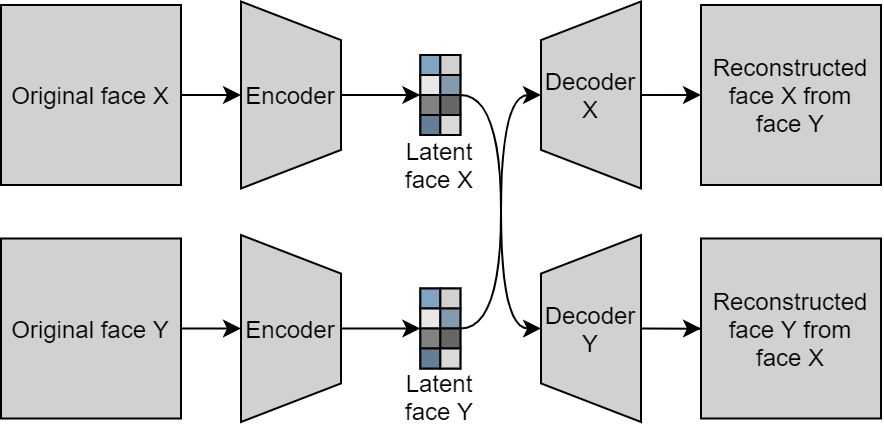 Original face X
Encoder
Latent
face X
Decoder
X
Reconstructed
face X from
face Y
Original face Y
Encoder
Latent
face Y
Decoder
Y
Reconstructed
face Y from
face X